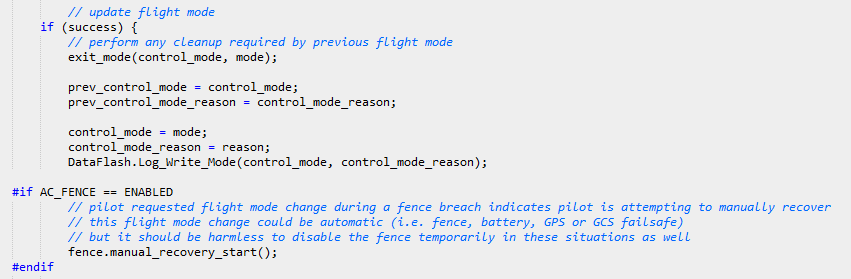 // update flight mode
if (success) {
// perform any cleanup required by previous flight mode
exit_mode(control_mode, mode);
prev_control_mode = control_mode;
prev_control_mode_reason = control_mode_reason;
control_mode = mode;
control_mode_reason = reason;
DataFlash.Log_Write_Mode(control_mode, control_mode_reason);
#if AC_FENCE == ENABLED
// pilot requested flight mode change during a fence breach indicates pilot is attempting to manually recover
// this flight mode change could be automatic (i.e. fence, battery, GPS or GCS failsafe)
// but it should be harmless to disable the fence temporarily in these situations as well
fence.manual_recovery_start();
#endif